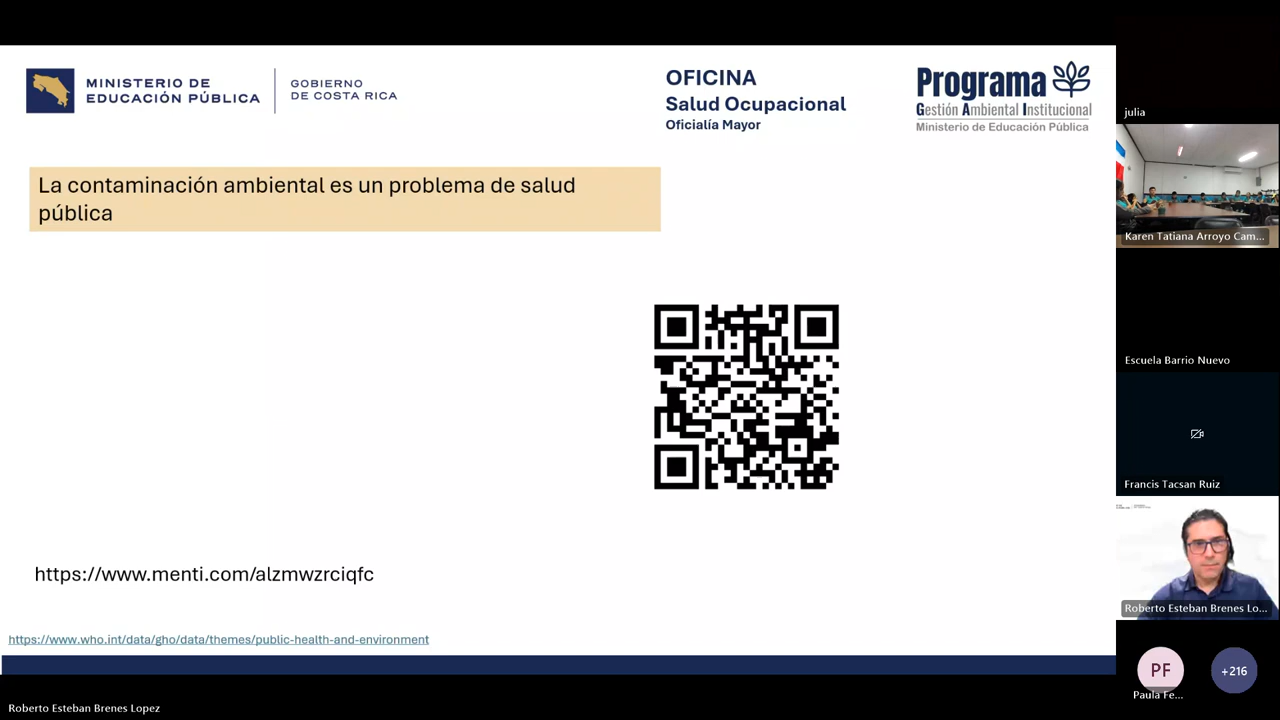 MINISTERIO DE
EDUCACIÓN PÚBLICA
GOBIERNO
DE COSTA RICA
OFICINA
Salud Ocupacional
Oficialía Mayor
Programa
Gestión Ambiental Institucional
Ministerio de Educación Pública
La contaminación ambiental es un problema de salud
pública
https://www.menti.com/alzmwzrciqfc
https://www.who.int/data/gho/data/themes/public-health-and-environment
Roberto Esteban Brenes Lopez
julia
Karen Tatiana Arroyo Cam...
Escuela Barrio Nuevo
Francis Tacsan Ruiz
Roberto Esteban Brenes Lo...
PF
+216
Paula Fe...